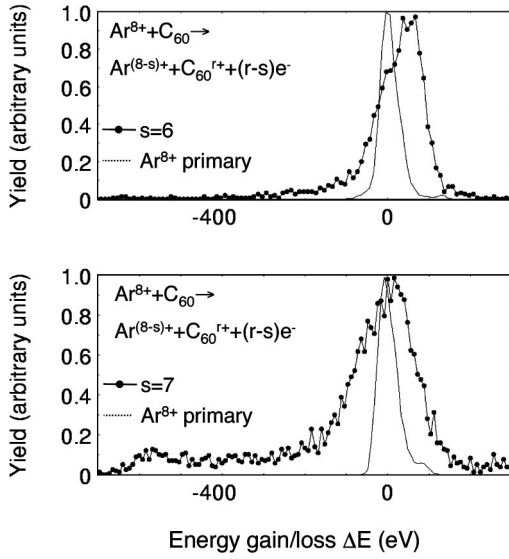 Yield (arbitrary units)
1.0
0.8
0.6
0.4
0.2
0
Ar⁸⁺+C₆₀→
Ar⁽⁸⁻ˢ⁾⁺+C₆₀ʳ⁺+(r-s)e⁻
s=6
Ar⁸⁺ primary
-400
0
Yield (arbitrary units)
1.0
0.8
0.6
0.4
0.2
0
Ar⁸⁺+C₆₀→
Ar⁽⁸⁻ˢ⁾⁺+C₆₀ʳ⁺+(r-s)e⁻
s=7
Ar⁸⁺ primary
-400
0
Energy gain/loss ΔE (eV)